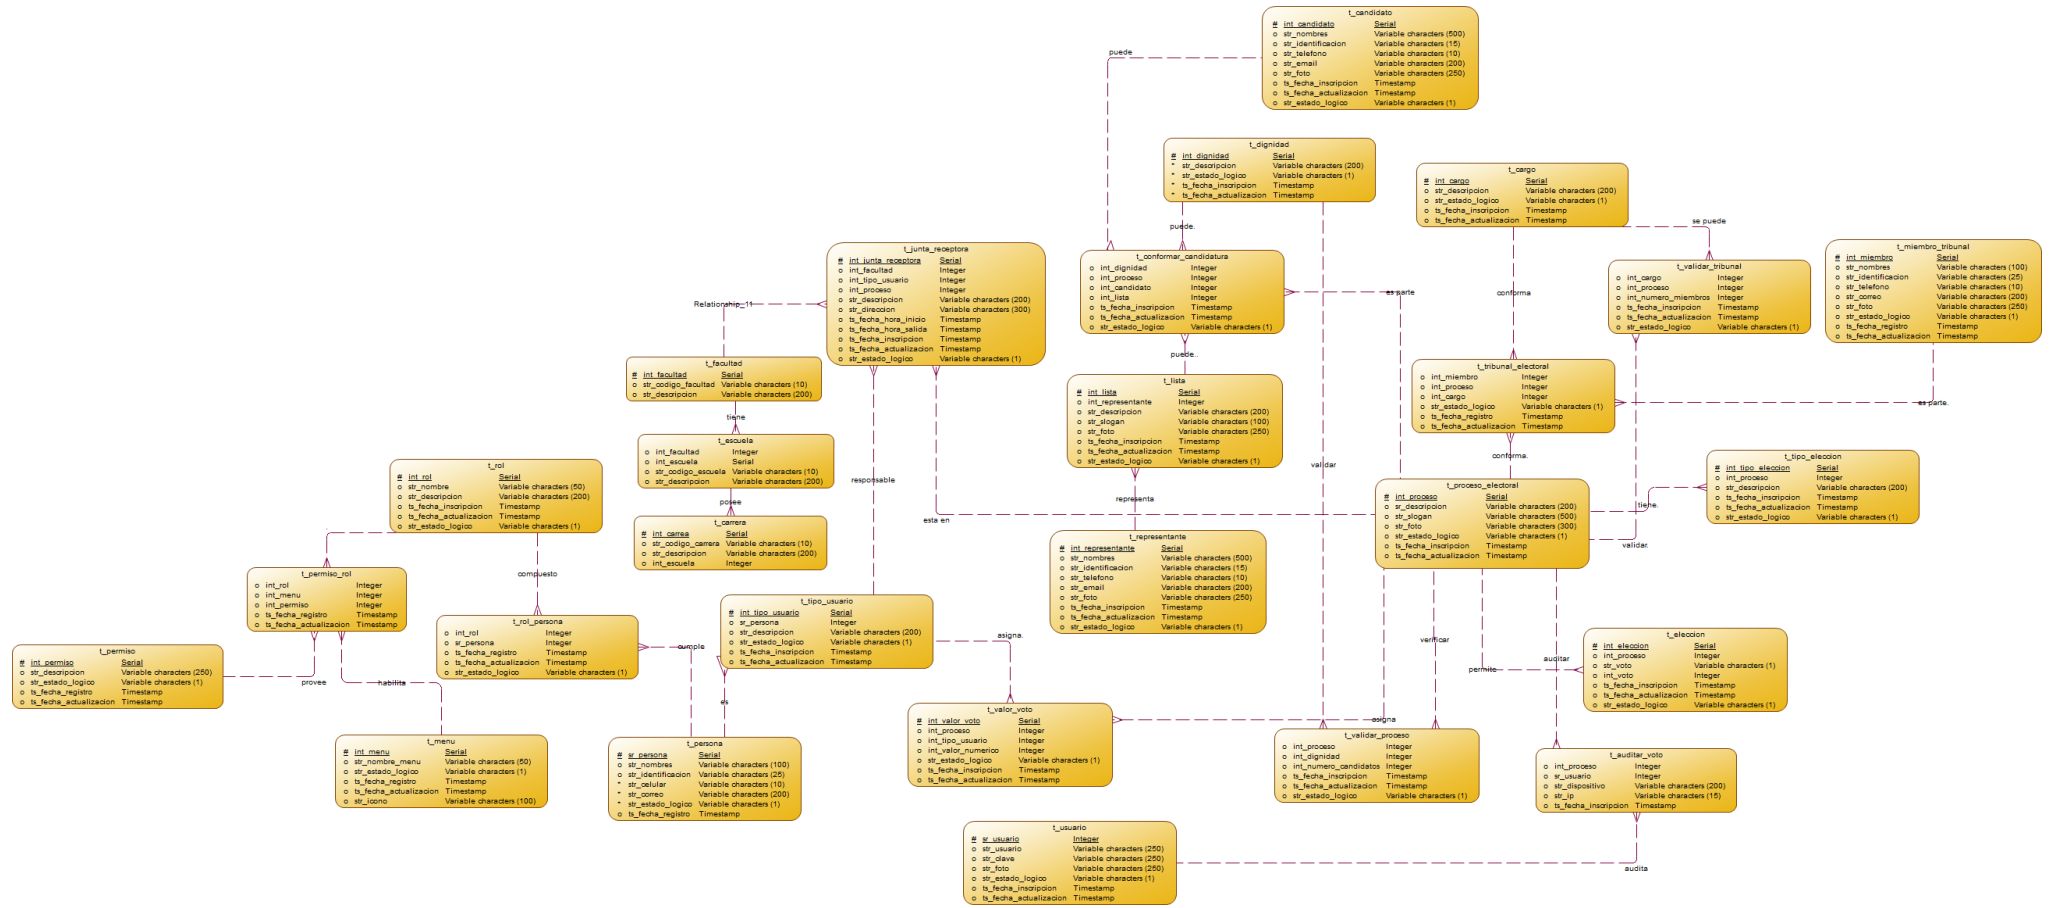 t_candidato
# int_candidato Serial
o str_nombres Variable characters (500)
o str_identificacion Variable characters (15)
o str_telefono Variable characters (10)
o str_email Variable characters (200)
o str_foto Variable characters (250)
o ts_fecha_inscripcion Timestamp
o ts_fecha_actualizacion Timestamp
o str_estado_logico Variable characters (1)
puede
t_dignidad
# int_dignidad Serial
* str_descripcion Variable characters (200)
* str_estado_logico Variable characters (1)
* ts_fecha_inscripcion Timestamp
* ts_fecha_actualizacion Timestamp
puede.
t_cargo
# int_cargo Serial
o str_descripcion Variable characters (200)
o str_estado_logico Variable characters (1)
o ts_fecha_inscripcion Timestamp
o ts_fecha_actualizacion Timestamp
se puede
t_miembro_tribunal
# int_miembro Serial
o str_nombres Variable characters (100)
o str_identificacion Variable characters (25)
o str_telefono Variable characters (10)
o str_correo Variable characters (200)
o str_foto Variable characters (250)
o str_estado_logico Variable characters (1)
o ts_fecha_registro Timestamp
o ts_fecha_actualizacion Timestamp
t_junta_receptora
# int_junta_receptora Serial
o int_facultad Integer
o int_tipo_usuario Integer
o int_proceso Integer
o str_descripcion Variable characters (200)
o str_direccion Variable characters (300)
o ts_fecha_hora_inicio Timestamp
o ts_fecha_hora_salida Timestamp
o ts_fecha_inscripcion Timestamp
o ts_fecha_actualizacion Timestamp
o str_estado_logico Variable characters (1)
Relationship_11
t_conformar_candidatura
o int_dignidad Integer
o int_proceso Integer
o int_candidato Integer
o int_lista Integer
o ts_fecha_inscripcion Timestamp
o ts_fecha_actualizacion Timestamp
o str_estado_logico Variable characters (1)
es parte
conforma
t_validar_tribunal
o int_cargo Integer
o int_proceso Integer
o int_numero_miembros Integer
o ts_fecha_inscripcion Timestamp
o ts_fecha_actualizacion Timestamp
o str_estado_logico Variable characters (1)
puede..
t_facultad
# int_facultad Serial
o str_codigo_facultad Variable characters (10)
o str_descripcion Variable characters (200)
tiene
t_lista
# int_lista Serial
o int_representante Integer
o str_descripcion Variable characters (200)
o str_slogan Variable characters (100)
o str_foto Variable characters (250)
o ts_fecha_inscripcion Timestamp
o ts_fecha_actualizacion Timestamp
o str_estado_logico Variable characters (1)
t_tribunal_electoral
o int_miembro Integer
o int_proceso Integer
o int_cargo Integer
o str_estado_logico Variable characters (1)
o ts_fecha_registro Timestamp
o ts_fecha_actualizacion Timestamp
es parte.
conforma.
t_escuela
o int_facultad Integer
o int_escuela Serial
o str_codigo_escuela Variable characters (10)
o str_descripcion Variable characters (200)
posee
responsable
validar
t_tipo_eleccion
# int_tipo_eleccion Serial
o int_proceso Integer
o str_descripcion Variable characters (200)
o ts_fecha_inscripcion Timestamp
o ts_fecha_actualizacion Timestamp
o str_estado_logico Variable characters (1)
t_rol
# int_rol Serial
o str_nombre Variable characters (50)
o str_descripcion Variable characters (200)
o ts_fecha_inscripcion Timestamp
o ts_fecha_actualizacion Timestamp
o str_estado_logico Variable characters (1)
t_proceso_electoral
# int_proceso Serial
o sr_descripcion Variable characters (200)
o str_slogan Variable characters (500)
o str_foto Variable characters (300)
o str_estado_logico Variable characters (1)
o ts_fecha_inscripcion Timestamp
o ts_fecha_actualizacion Timestamp
tiene.
validar.
representa
esta en
t_carrera
# int_carrea Serial
o str_codigo_carrera Variable characters (10)
o str_descripcion Variable characters (200)
o int_escuela Integer
t_representante
# int_representante Serial
o str_nombres Variable characters (500)
o str_identificacion Variable characters (15)
o str_telefono Variable characters (10)
o str_email Variable characters (200)
o str_foto Variable characters (250)
o ts_fecha_inscripcion Timestamp
o ts_fecha_actualizacion Timestamp
o str_estado_logico Variable characters (1)
t_permiso_rol
o int_rol Integer
o int_menu Integer
o int_permiso Integer
o ts_fecha_registro Timestamp
o ts_fecha_actualizacion Timestamp
compuesto
t_rol_persona
o int_rol Integer
o sr_persona Integer
o ts_fecha_registro Timestamp
o ts_fecha_actualizacion Timestamp
o str_estado_logico Variable characters (1)
cumple
t_tipo_usuario
# int_tipo_usuario Serial
o sr_persona Integer
o str_descripcion Variable characters (200)
o str_estado_logico Variable characters (1)
o ts_fecha_inscripcion Timestamp
o ts_fecha_actualizacion Timestamp
asigna.
verificar
permite
auditar
t_eleccion
# int_eleccion Serial
o int_proceso Integer
o str_voto Variable characters (1)
o int_voto Integer
o ts_fecha_inscripcion Timestamp
o ts_fecha_actualizacion Timestamp
o str_estado_logico Variable characters (1)
t_permiso
# int_permiso Serial
o str_descripcion Variable characters (250)
o str_estado_logico Variable characters (1)
o ts_fecha_registro Timestamp
o ts_fecha_actualizacion Timestamp
provee
habilita
es
t_valor_voto
# int_valor_voto Serial
o int_proceso Integer
o int_tipo_usuario Integer
o int_valor_numerico Integer
o str_estado_logico Variable characters (1)
o ts_fecha_inscripcion Timestamp
o ts_fecha_actualizacion Timestamp
asigna
t_validar_proceso
o int_proceso Integer
o int_dignidad Integer
o int_numero_candidatos Integer
o ts_fecha_inscripcion Timestamp
o ts_fecha_actualizacion Timestamp
o str_estado_logico Variable characters (1)
t_menu
# int_menu Serial
o str_nombre_menu Variable characters (50)
o str_estado_logico Variable characters (1)
o ts_fecha_registro Timestamp
o ts_fecha_actualizacion Timestamp
o str_icono Variable characters (100)
t_persona
# sr_persona Serial
o str_nombres Variable characters (100)
o str_identificacion Variable characters (25)
* str_celular Variable characters (10)
* str_correo Variable characters (200)
* str_estado_logico Variable characters (1)
o ts_fecha_registro Timestamp
t_auditar_voto
o int_proceso Integer
o sr_usuario Integer
o str_dispositivo Variable characters (200)
o str_ip Variable characters (15)
o ts_fecha_inscripcion Timestamp
t_usuario
# sr_usuario Integer
o str_usuario Variable characters (250)
o str_clave Variable characters (250)
o str_foto Variable characters (250)
o str_estado_logico Variable characters (1)
o ts_fecha_inscripcion Timestamp
o ts_fecha_actualizacion Timestamp
audita